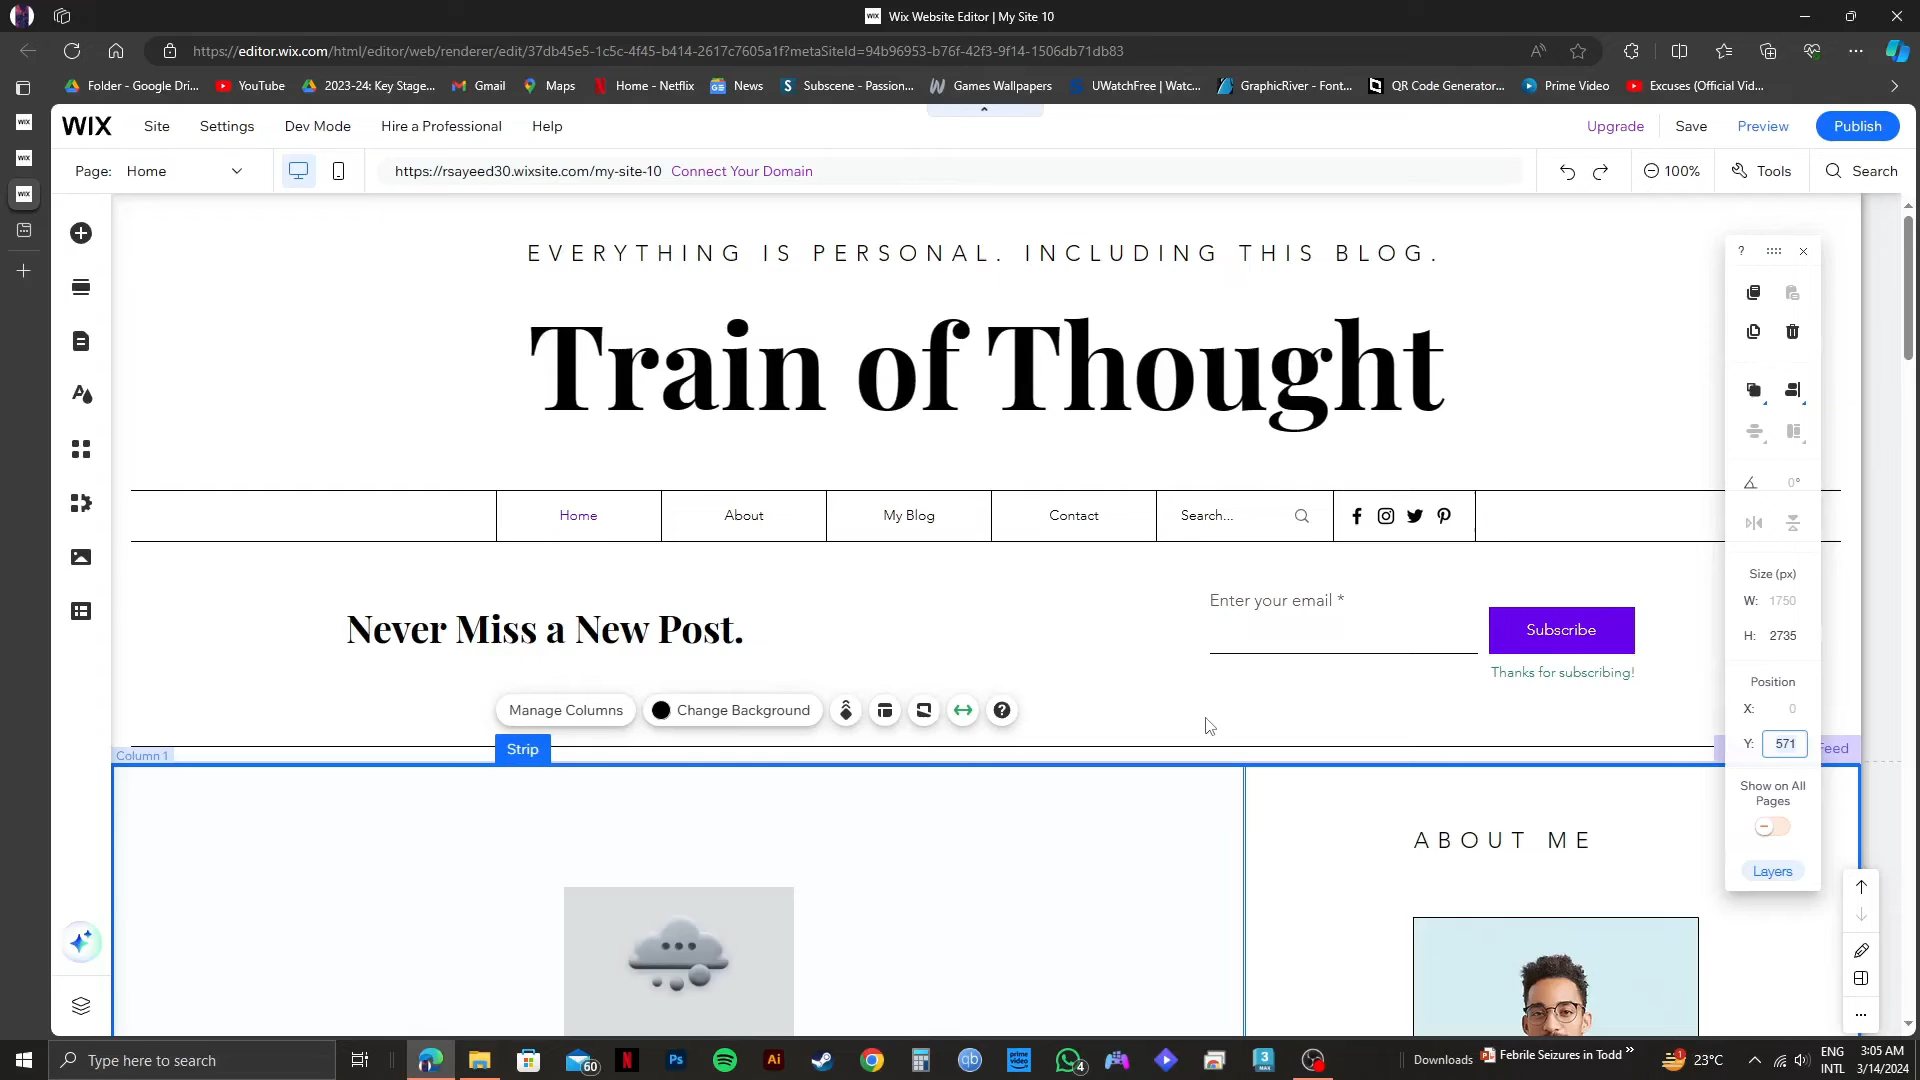 Wix Website Editor | My Site 10
https://editor.wix.com/html/editor/web/renderer/edit/37db45e5-1c5c-4f45-b414-2617c7605a1f?metaSiteId=94b96953-b76f-42f3-9f14-1506db71db83
Folder - Google Dri...
YouTube
2023-24: Key Stage...
Gmail
Maps
Home - Netflix
News
Subscene - Passion...
Games Wallpapers
UWatchFree | Watc...
GraphicRiver - Font...
QR Code Generator...
Prime Video
Excuses (Official Vid...
WIX
Site
Settings
Dev Mode
Hire a Professional
Help
Upgrade
Save
Preview
Publish
Page: Home
https://rsayeed30.wixsite.com/my-site-10 Connect Your Domain
100%
Tools
Search
EVERYTHING IS PERSONAL. INCLUDING THIS BLOG.
Train of Thought
Home
About
My Blog
Contact
Search...
Never Miss a New Post.
Enter your email *
Subscribe
Thanks for subscribing!
Manage Columns
Change Background
Strip
Column 1
Feed
ABOUT ME
?
0°
Size (px)
W: 1750
H: 2735
Position
X: 0
Y: 571
Show on All
Pages
Layers
Type here to search
60
4
Downloads
Febrile Seizures in Todd
23°C
ENG
INTL
3:05 AM
3/14/2024